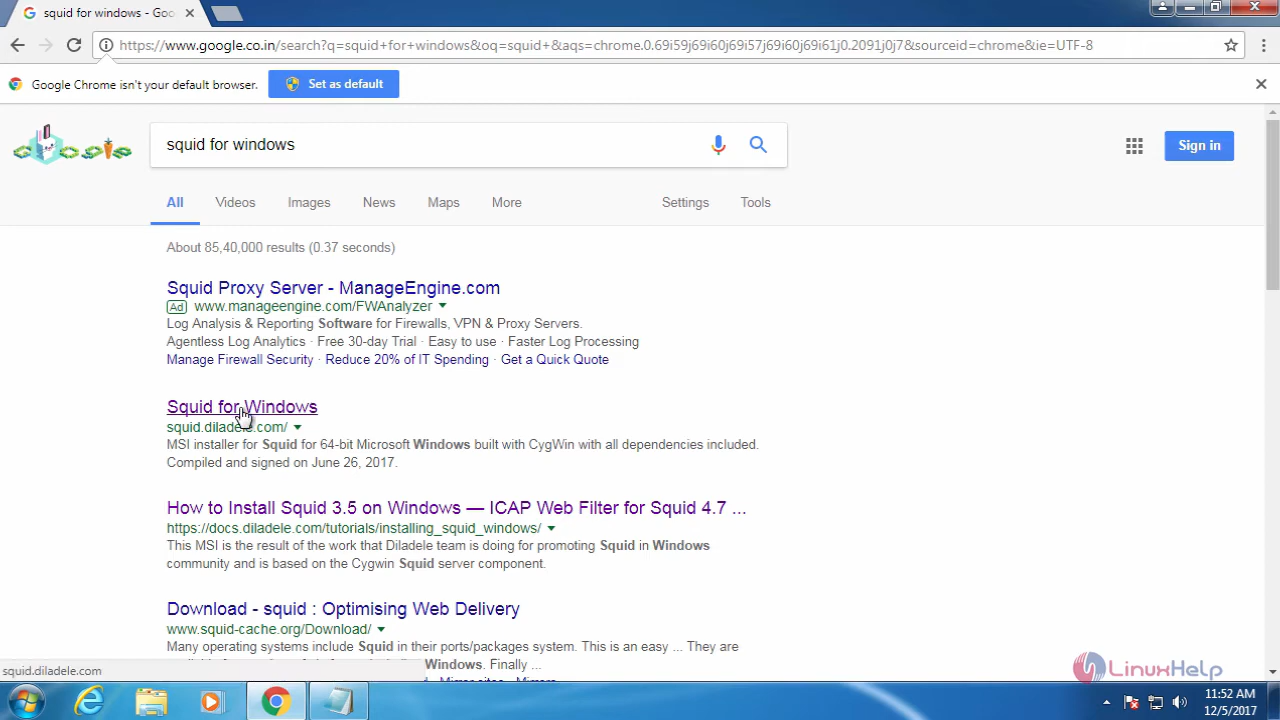 squid for windows - Goo
https://www.google.co.in/search?q=squid+for+windows&oq=squid+&aqs=chrome.0.69i59j69i60j69i57j69i60j69i61j0.2091j0j7&sourceid=chrome&ie=UTF-8
Google Chrome isn't your default browser. Set as default
squid for windows
Sign in
All Videos Images News Maps More Settings Tools
About 85,40,000 results (0.37 seconds)
Squid Proxy Server - ManageEngine.com
Ad www.manageengine.com/FWAnalyzer
Log Analysis & Reporting Software for Firewalls, VPN & Proxy Servers.
Agentless Log Analytics · Free 30-day Trial · Easy to use · Faster Log Processing
Manage Firewall Security · Reduce 20% of IT Spending · Get a Quick Quote
Squid for Windows
squid.diladele.com/
MSI installer for Squid for 64-bit Microsoft Windows built with CygWin with all dependencies included.
Compiled and signed on June 26, 2017.
How to Install Squid 3.5 on Windows — ICAP Web Filter for Squid 4.7 ...
https://docs.diladele.com/tutorials/installing_squid_windows/
This MSI is the result of the work that Diladele team is doing for promoting Squid in Windows
community and is based on the Cygwin Squid server component.
Download - squid : Optimising Web Delivery
www.squid-cache.org/Download/
Many operating systems include Squid in their ports/packages system. This is an easy ... They are
Windows. Finally ...
squid.diladele.com
LinuxHelp
11:52 AM
12/5/2017